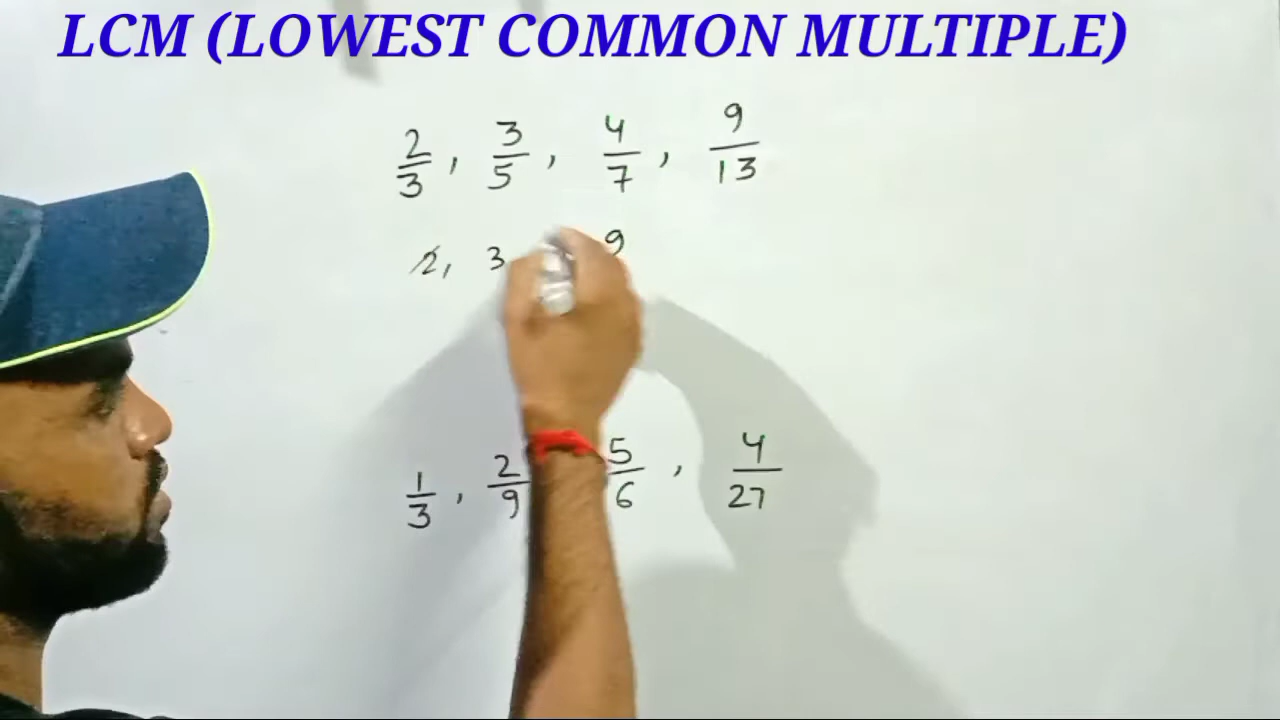 LCM (LOWEST COMMON MULTIPLE)
2/3, 3/5, 4/7, 9/13
2, 3 9
1/3, 2/9 5/6, 4/27